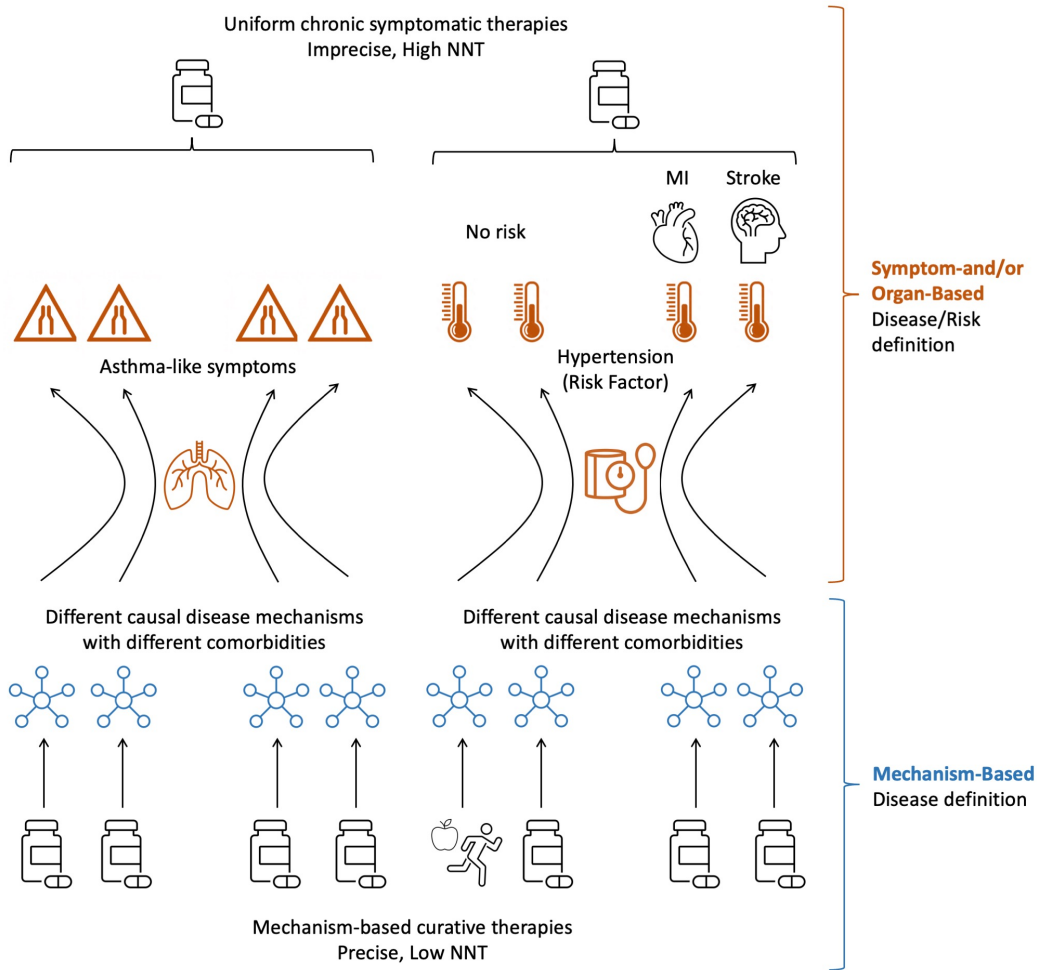 Uniform chronic symptomatic therapies
Imprecise, High NNT
MI
Stroke
No risk
Symptom-and/or
Organ-Based
Disease/Risk
definition
Asthma-like symptoms
Hypertension
(Risk Factor)
Different causal disease mechanisms
with different comorbidities
Different causal disease mechanisms
with different comorbidities
Mechanism-Based
Disease definition
Mechanism-based curative therapies
Precise, Low NNT